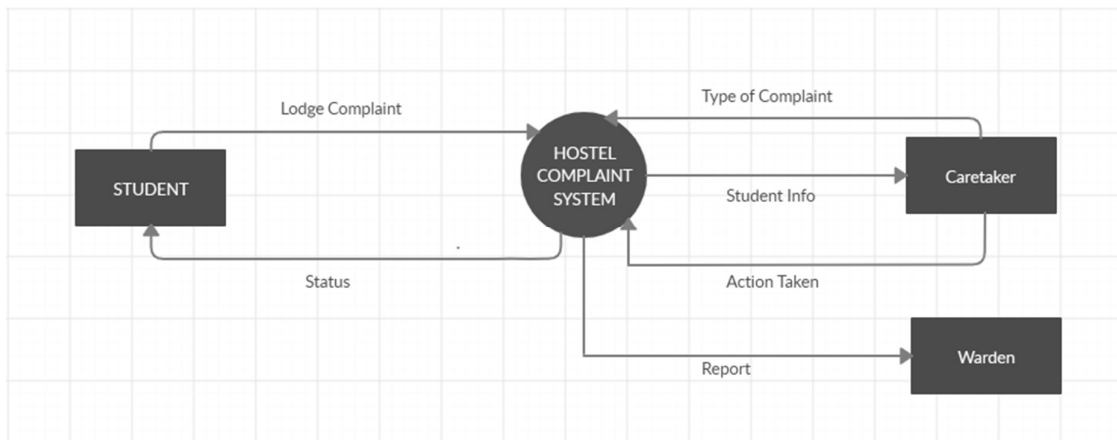 Lodge Complaint
Type of Complaint
STUDENT
HOSTEL
COMPLAINT
SYSTEM
Student Info
Caretaker
Status
Action Taken
Report
Warden